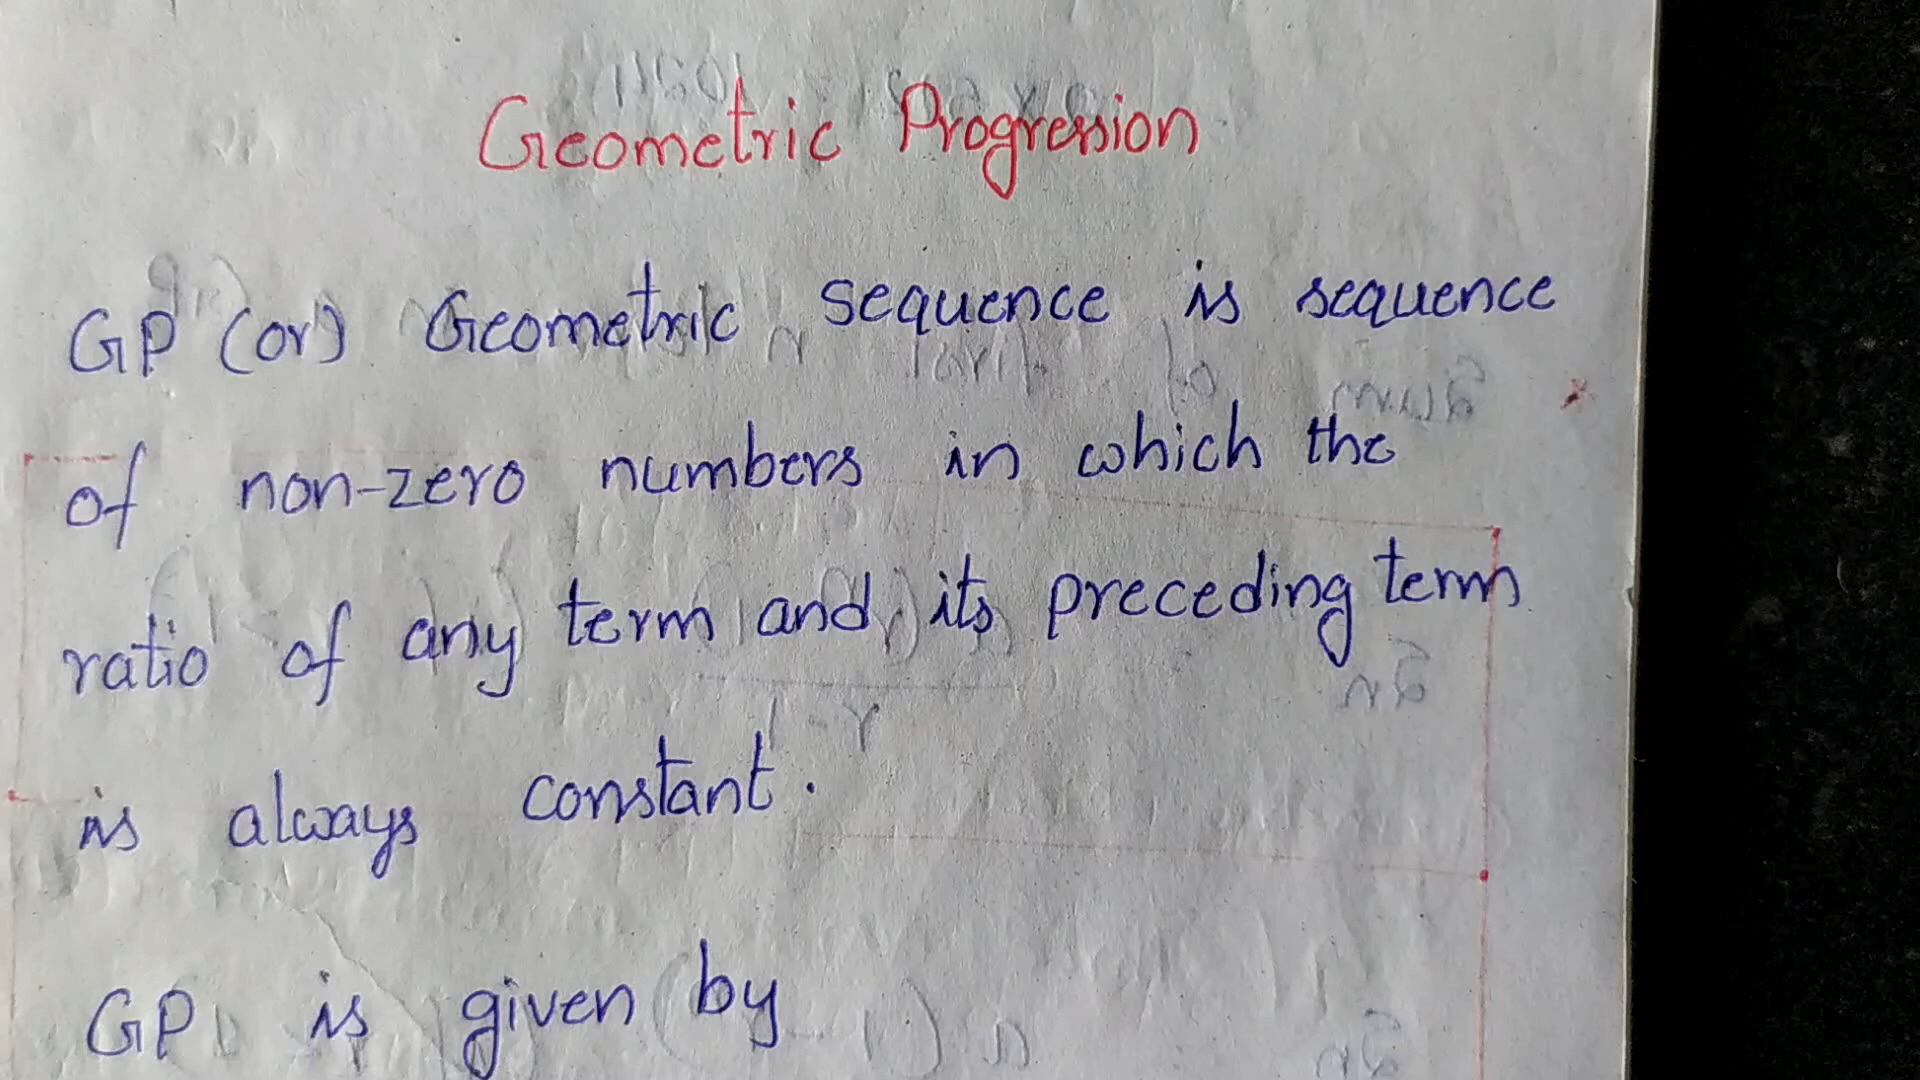 Geometric Progression
GP (or) Geometric sequence is sequence
of non-zero numbers in which the
ratio of any term and its preceding term
is always constant.
GP is given by